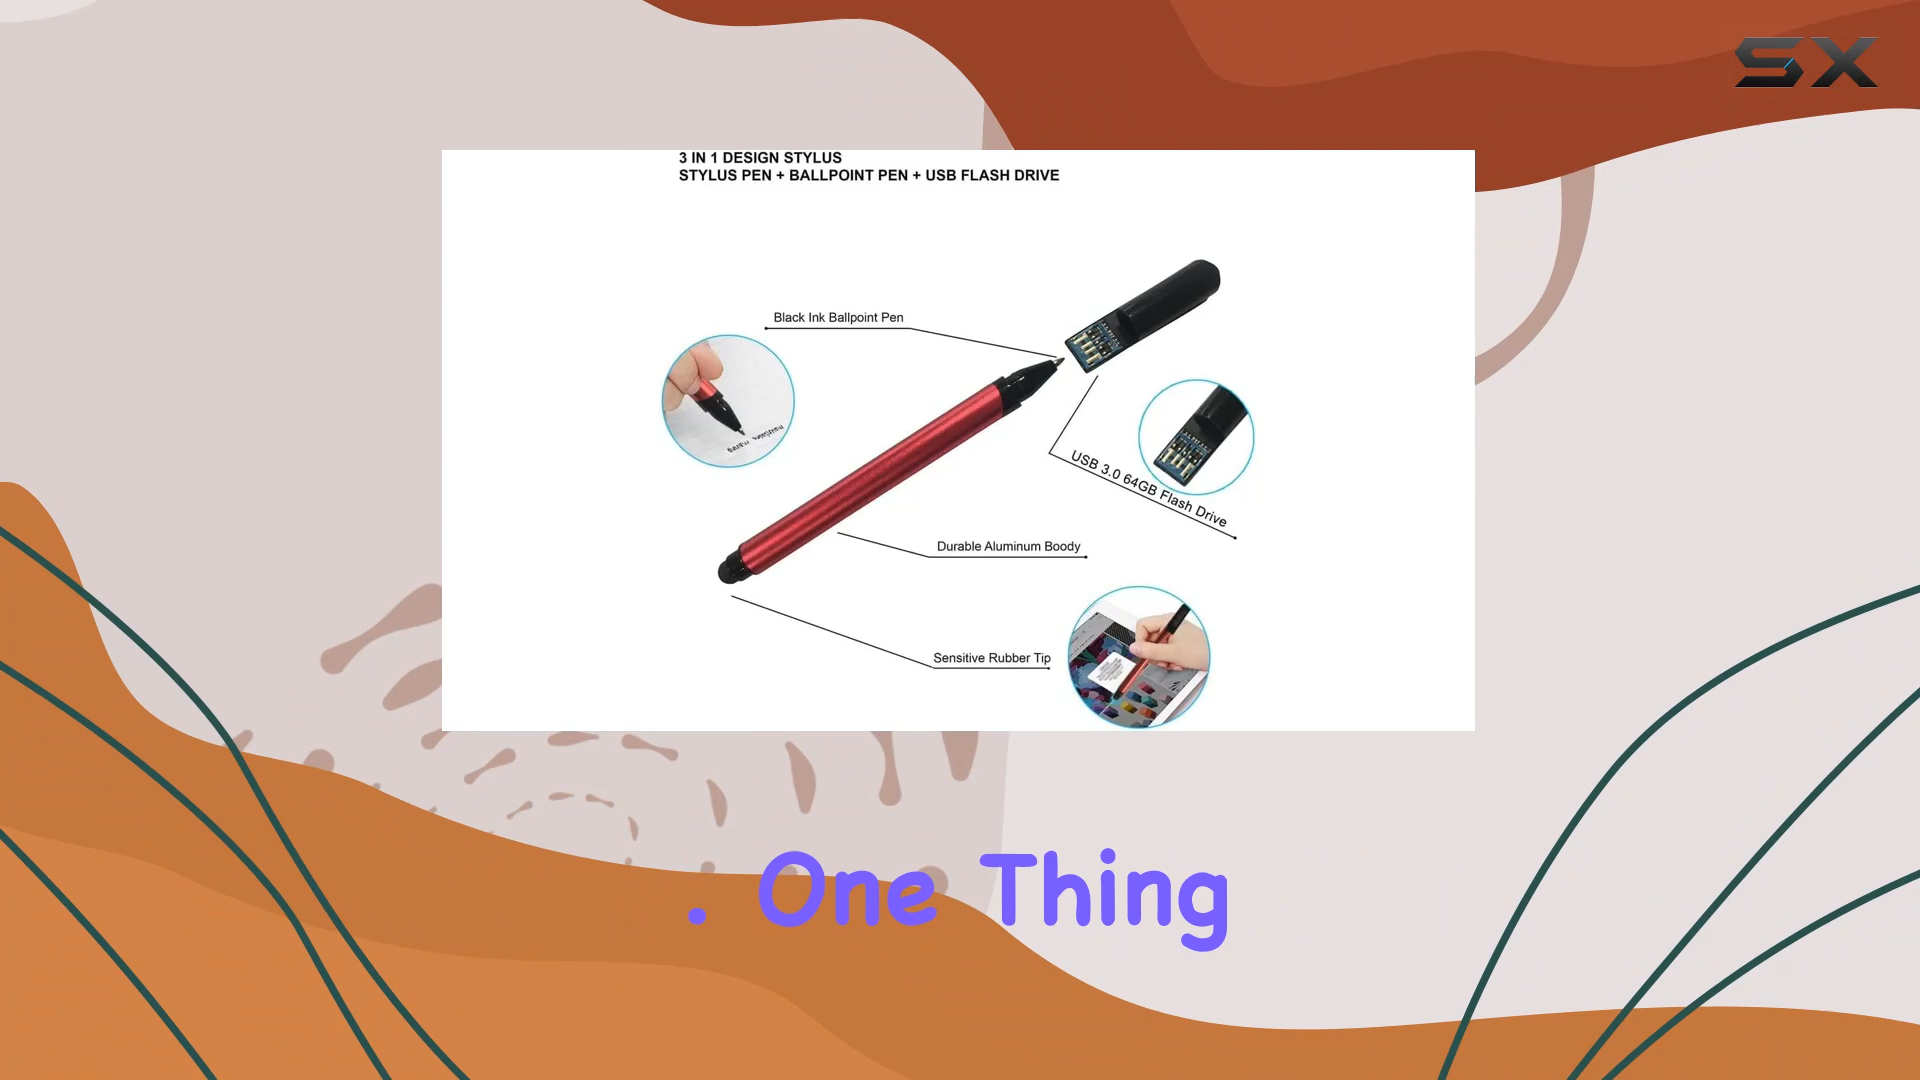 SX
3 IN 1 DESIGN STYLUS
STYLUS PEN + BALLPOINT PEN + USB FLASH DRIVE
Black Ink Ballpoint Pen
USB 3.0 64GB Flash Drive
Durable Aluminum Boody
Sensitive Rubber Tip
. One Thing